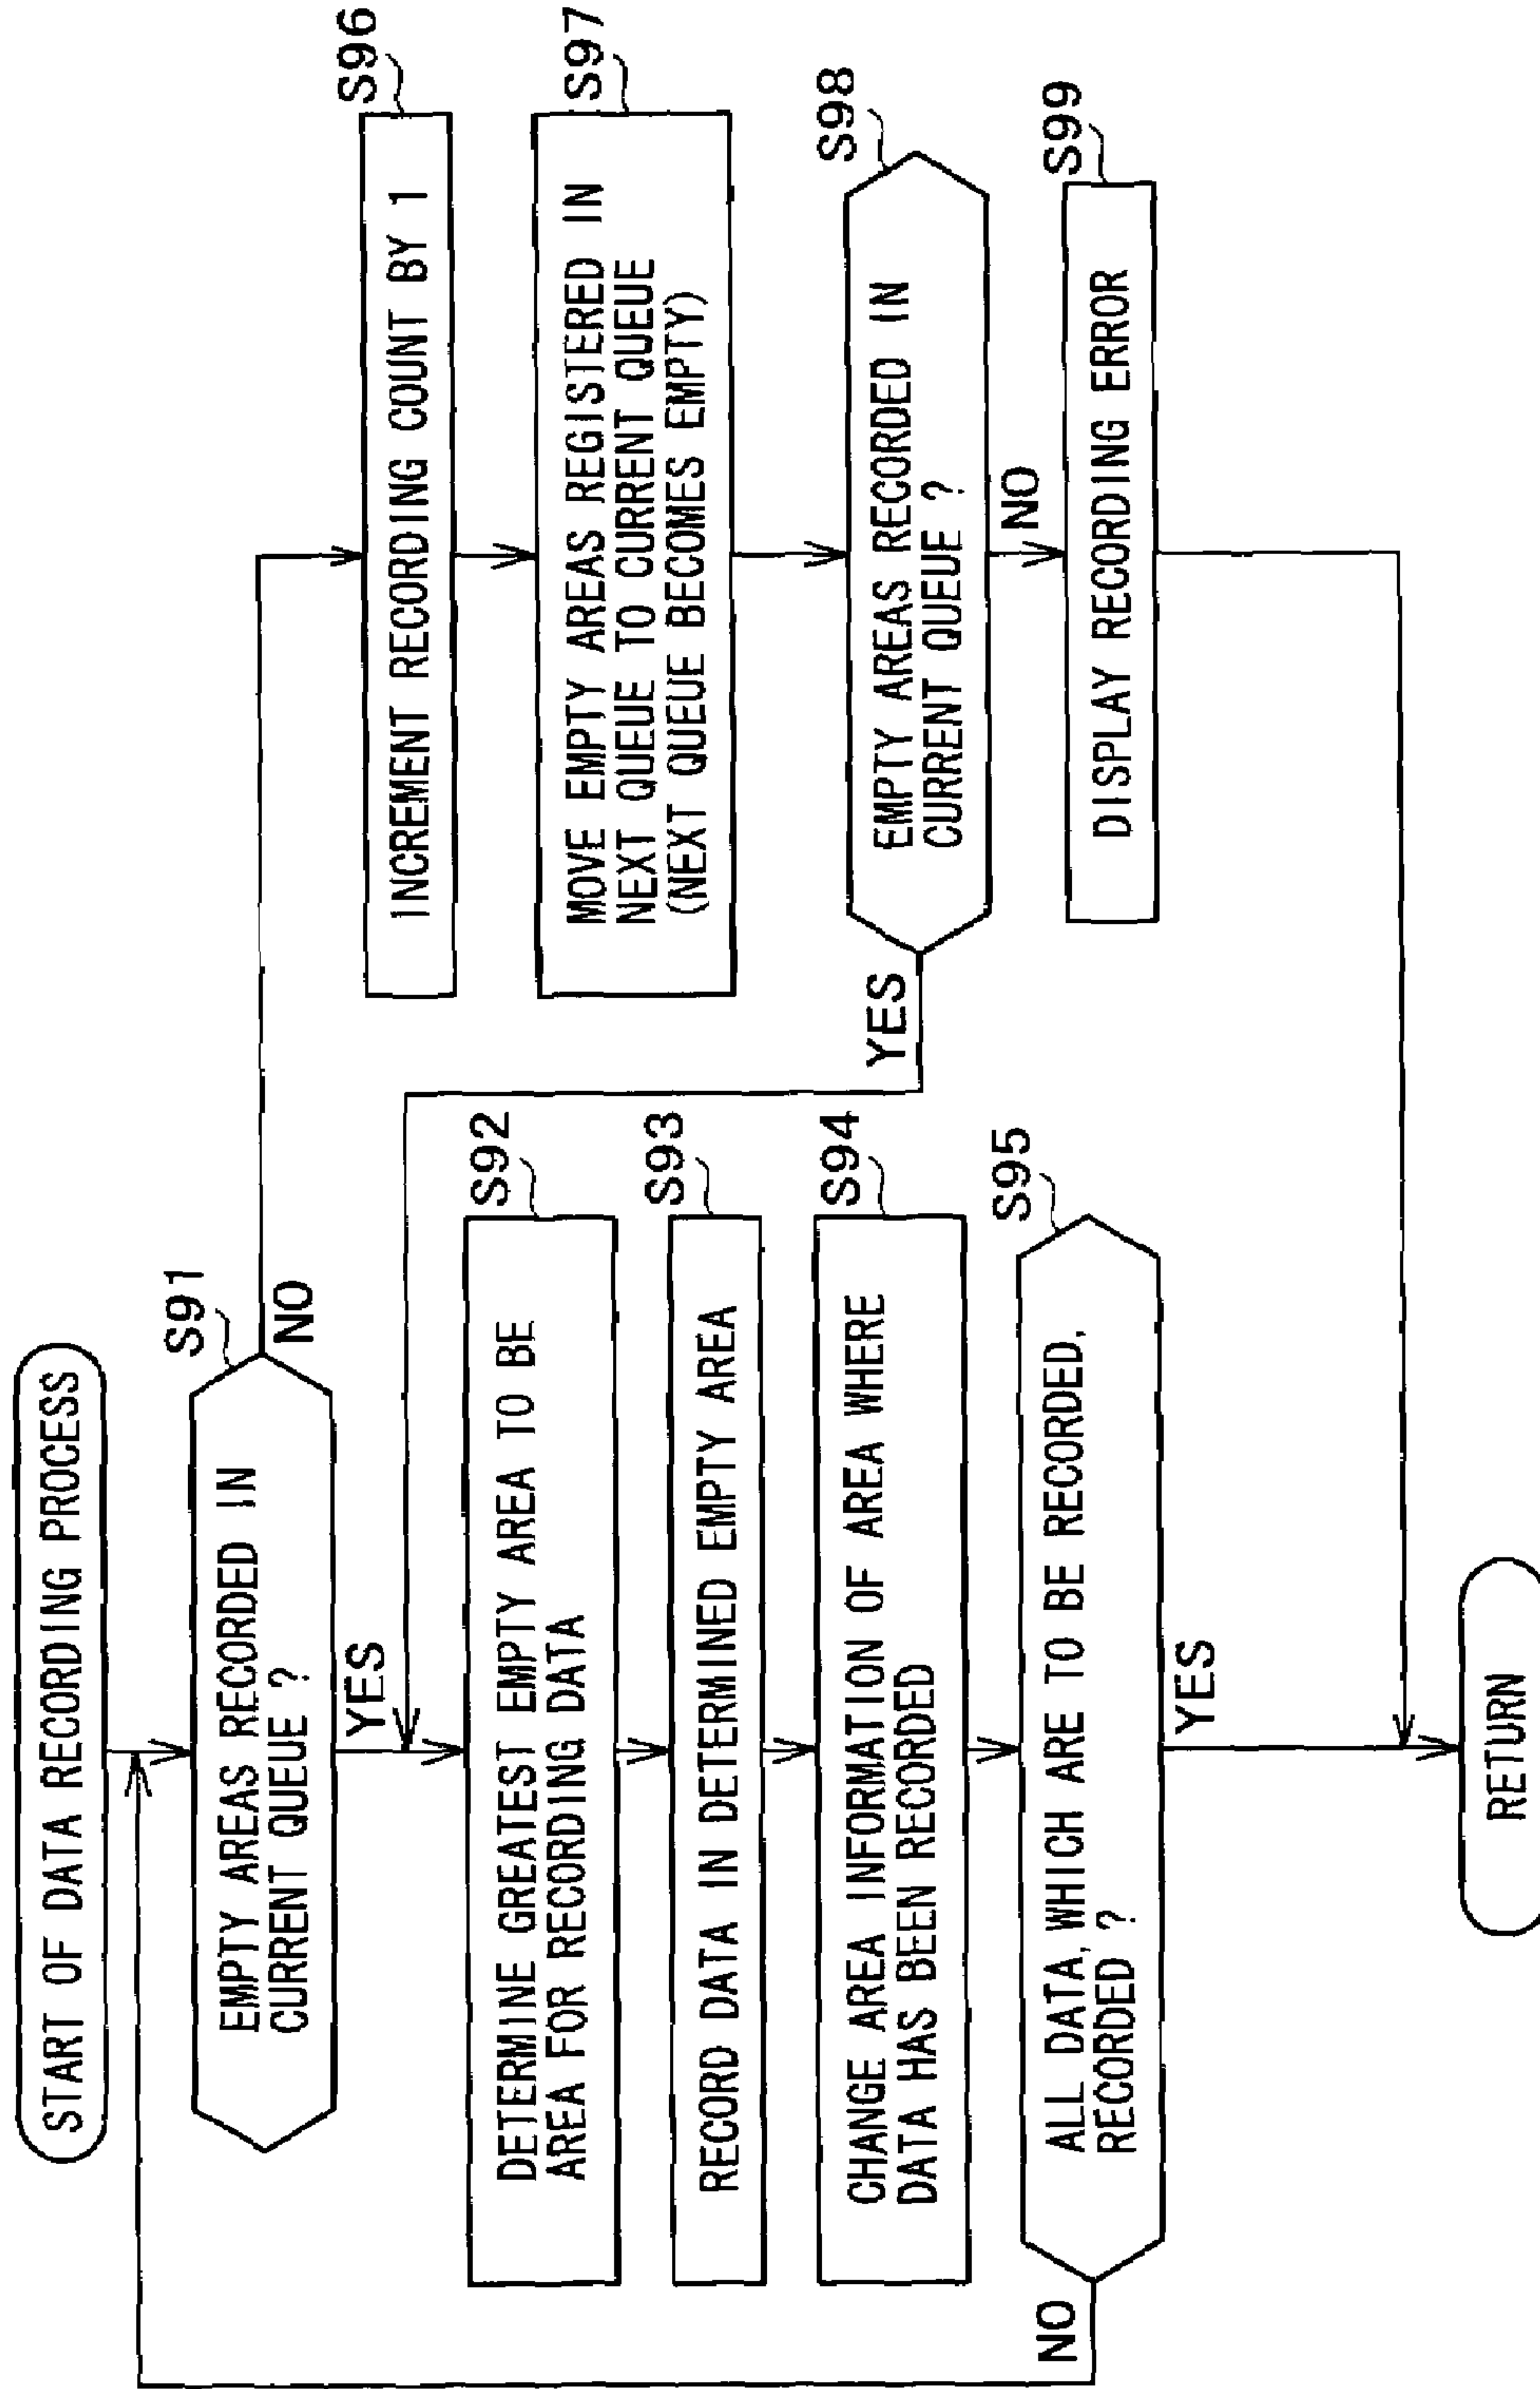 START OF DATA RECORDING PROCESS
S91
EMPTY AREAS RECORDED IN
CURRENT QUEUE ?
NO
YES
S92
DETERMINE GREATEST EMPTY AREA TO BE
AREA FOR RECORDING DATA
S93
RECORD DATA IN DETERMINED EMPTY AREA
S94
CHANGE AREA INFORMATION OF AREA WHERE
DATA HAS BEEN RECORDED
S95
ALL DATA, WHICH ARE TO BE RECORDED,
RECORDED ?
NO
YES
S96
INCREMENT RECORDING COUNT BY 1
S97
MOVE EMPTY AREAS REGISTERED IN
NEXT QUEUE TO CURRENT QUEUE
(NEXT QUEUE BECOMES EMPTY)
S98
EMPTY AREAS RECORDED IN
CURRENT QUEUE ?
YES
NO
S99
DISPLAY RECORDING ERROR
RETURN